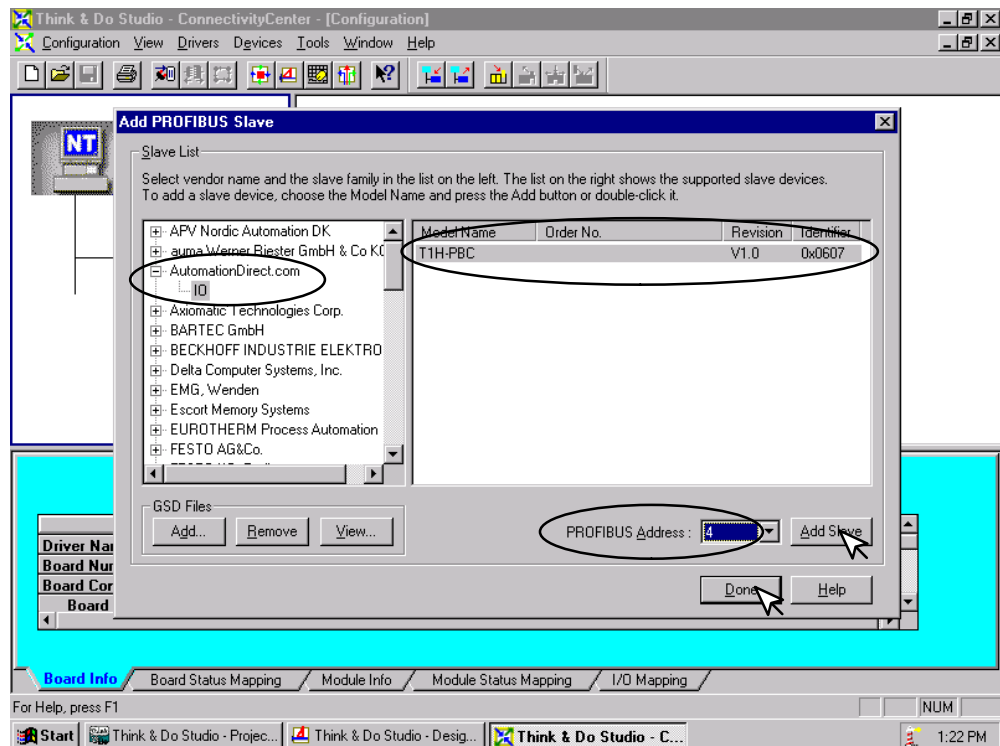 Think & Do Studio - ConnectivityCenter - [Configuration]
Configuration View Drivers Devices Tools Window Help
NT
Add PROFIBUS Slave
Slave List
Select vendor name and the slave family in the list on the left. The list on the right shows the supported slave devices.
To add a slave device, choose the Model Name and press the Add button or double-click it.
APV Nordic Automation DK
auma Werner Riester GmbH & Co KG
AutomationDirect.com
IO
Axiomatic Technologies Corp.
BARTEC GmbH
BECKHOFF INDUSTRIE ELEKTRO
Delta Computer Systems, Inc.
EMG, Wenden
Escort Memory Systems
EUROTHERM Process Automation
FESTO AG&Co.
Model Name Order No. Revision Identifier
T1H-PBC V1.0 0x0607
GSD Files
Add... Remove View...
PROFIBUS Address : 4 Add Slave
Done Help
Driver Nar
Board Nur
Board Cor
Board
Board Info Board Status Mapping Module Info Module Status Mapping I/O Mapping
For Help, press F1 NUM
Start Think & Do Studio - Projec... Think & Do Studio - Desig... Think & Do Studio - C... 1:22 PM